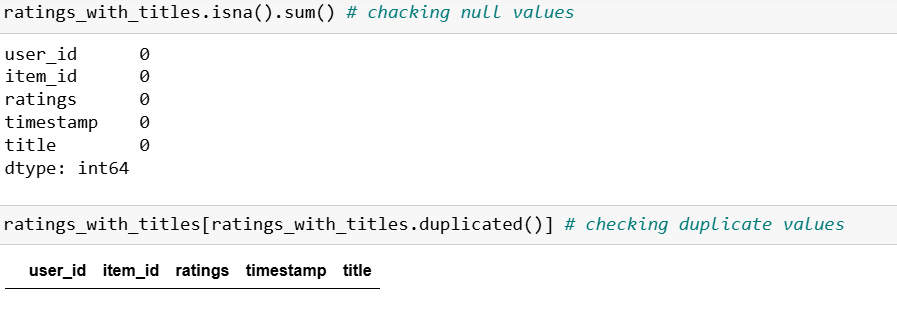 ratings_with_titles.isna().sum() # chacking null values
user_id 0
item_id 0
ratings 0
timestamp 0
title 0
dtype: int64
ratings_with_titles[ratings_with_titles.duplicated()] # checking duplicate values
user_id item_id ratings timestamp title